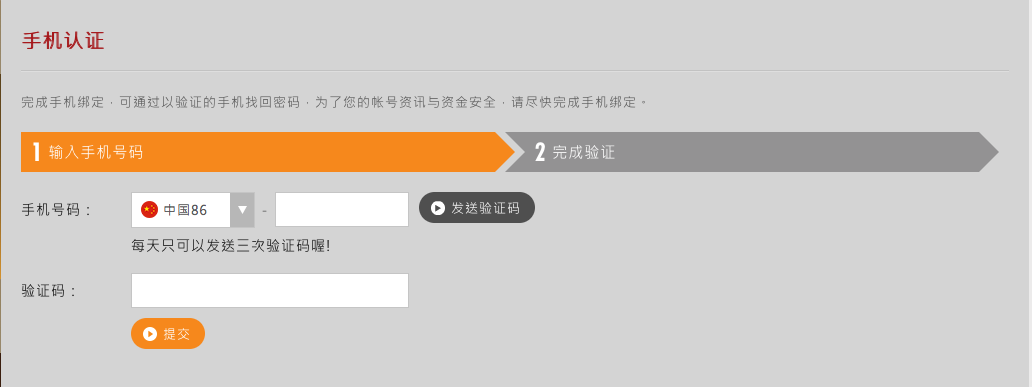 手机认证
完成手机绑定，可通过以验证的手机找回密码，为了您的帐号资讯与资金安全，请尽快完成手机绑定。
1 输入手机号码
2 完成验证
手机号码： 中国86 - 发送验证码
每天只可以发送三次验证码喔!
验证码：
提交